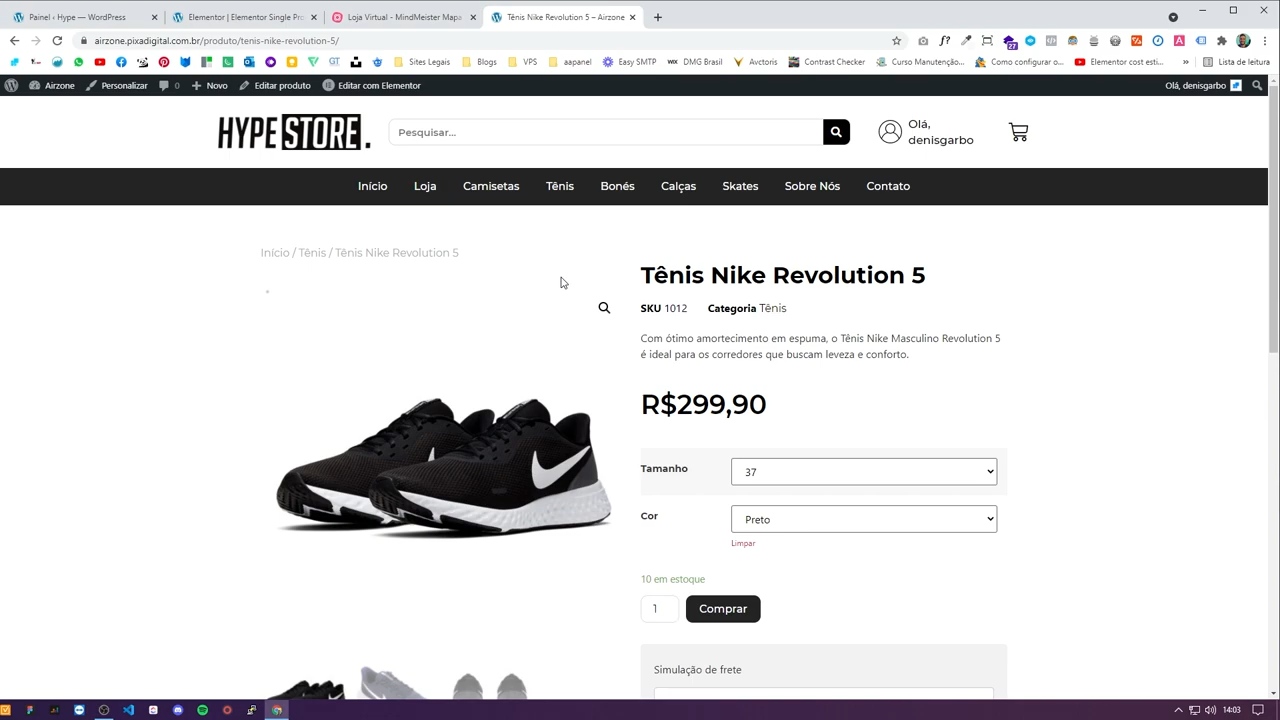 Painel ‹ Hype — WordPress
Elementor | Elementor Single Pro
Loja Virtual - MindMeister Mapa
Tênis Nike Revolution 5 – Airzone
airzone.pixadigital.com.br/produto/tenis-nike-revolution-5/
27
Sites Legais
Blogs
VPS
aapanel
Easy SMTP
WIX
DMG Brasil
Avctoris
Contrast Checker
Curso Manutenção...
Como configurar o...
Elementor cost esti...
»
Lista de leitura
Airzone
Personalizar
0
Novo
Editar produto
Editar com Elementor
Olá, denisgarbo
HYPE STORE.
Pesquisar...
Olá,
denisgarbo
Início
Loja
Camisetas
Tênis
Bonés
Calças
Skates
Sobre Nós
Contato
Início / Tênis / Tênis Nike Revolution 5
Tênis Nike Revolution 5
SKU 1012
Categoria Tênis
Com ótimo amortecimento em espuma, o Tênis Nike Masculino Revolution 5
é ideal para os corredores que buscam leveza e conforto.
R$299,90
Tamanho
37
Cor
Preto
Limpar
10 em estoque
1
Comprar
Simulação de frete
14:03